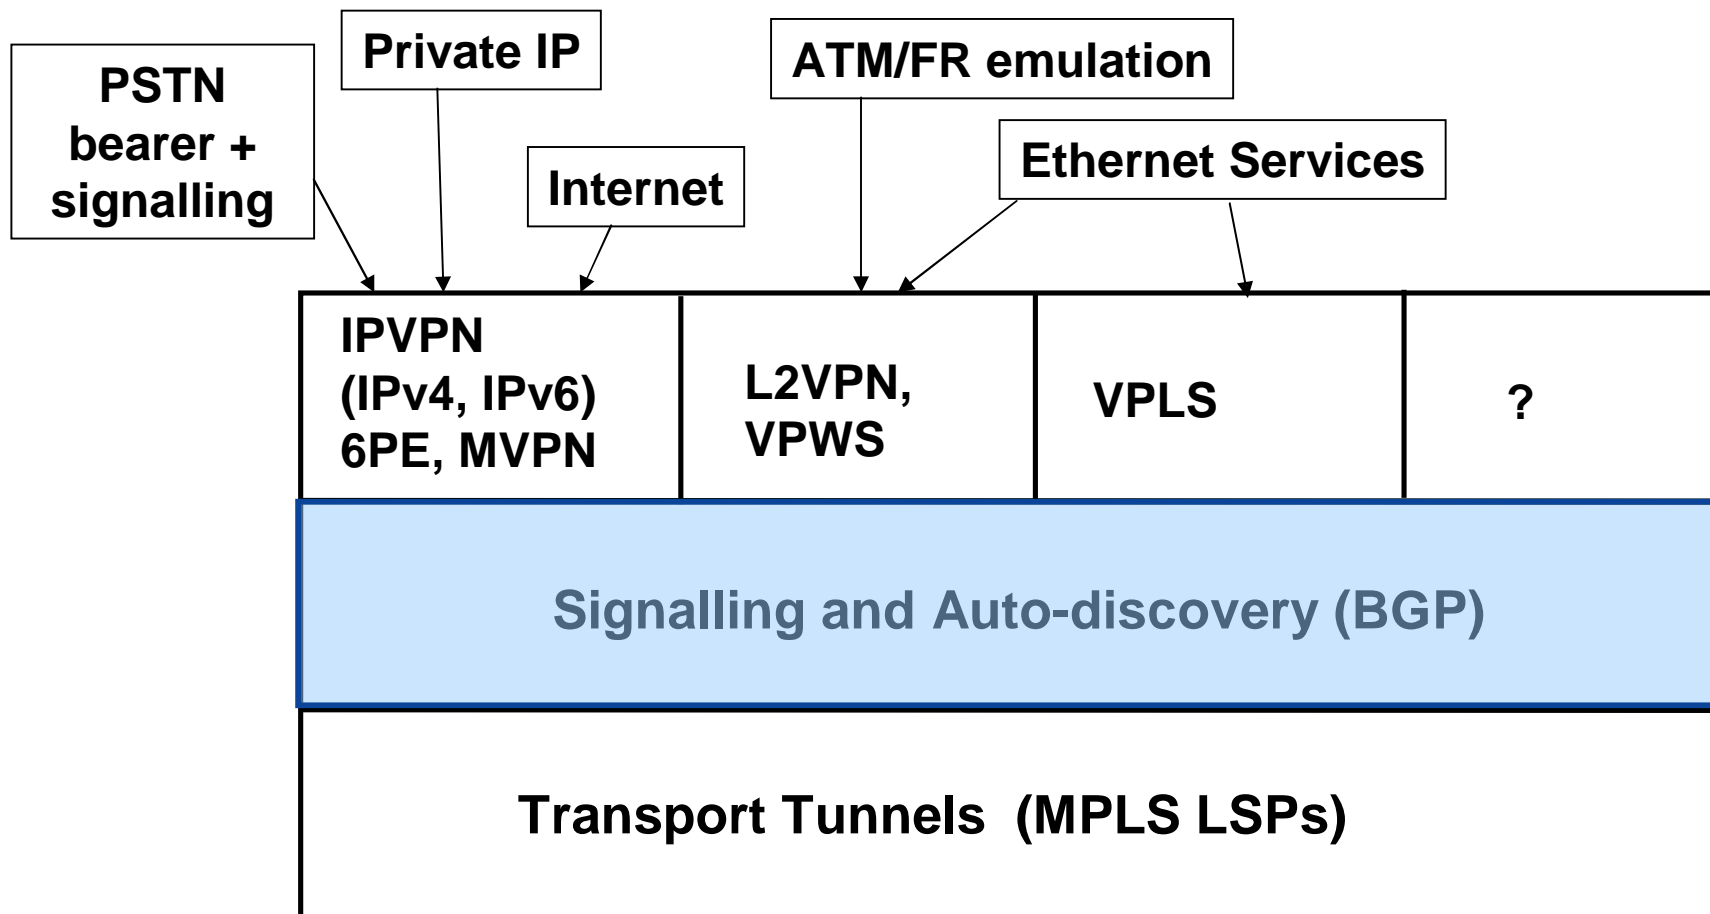 PSTN
bearer +
signalling
Private IP
Internet
ATM/FR emulation
Ethernet Services
IPVPN
(IPv4, IPv6)
6PE, MVPN
L2VPN,
VPWS
VPLS
?
Signalling and Auto-discovery (BGP)
Transport Tunnels (MPLS LSPs)